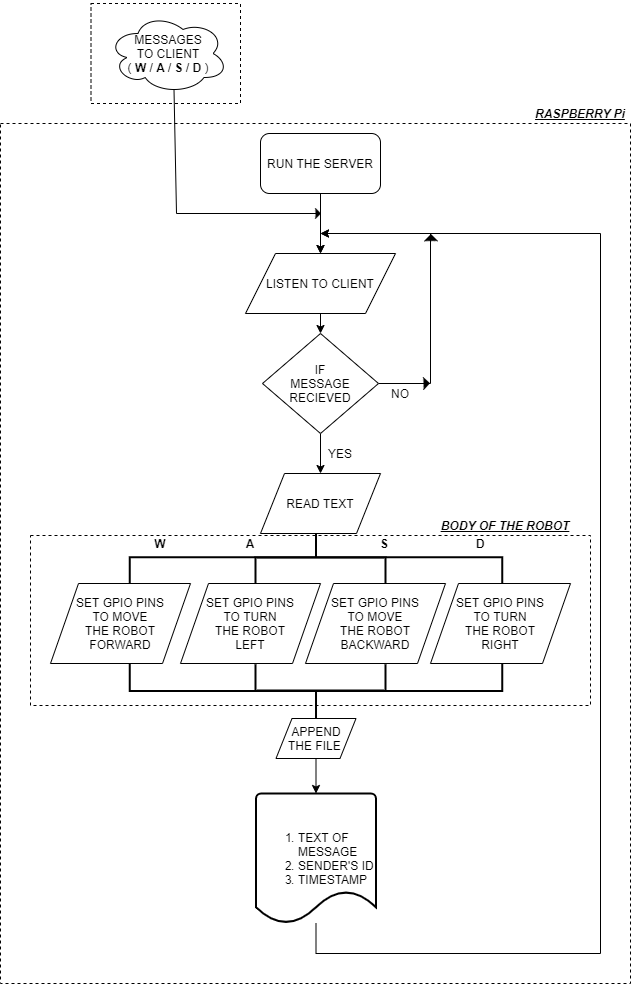 MESSAGES
TO CLIENT
( W / A / S / D )
RASPBERRY Pi
RUN THE SERVER
LISTEN TO CLIENT
IF
MESSAGE
RECIEVED
NO
YES
READ TEXT
BODY OF THE ROBOT
W A S D
SET GPIO PINS
TO MOVE
THE ROBOT
FORWARD
SET GPIO PINS
TO TURN
THE ROBOT
LEFT
SET GPIO PINS
TO MOVE
THE ROBOT
BACKWARD
SET GPIO PINS
TO TURN
THE ROBOT
RIGHT
APPEND
THE FILE
1. TEXT OF
MESSAGE
2. SENDER'S ID
3. TIMESTAMP